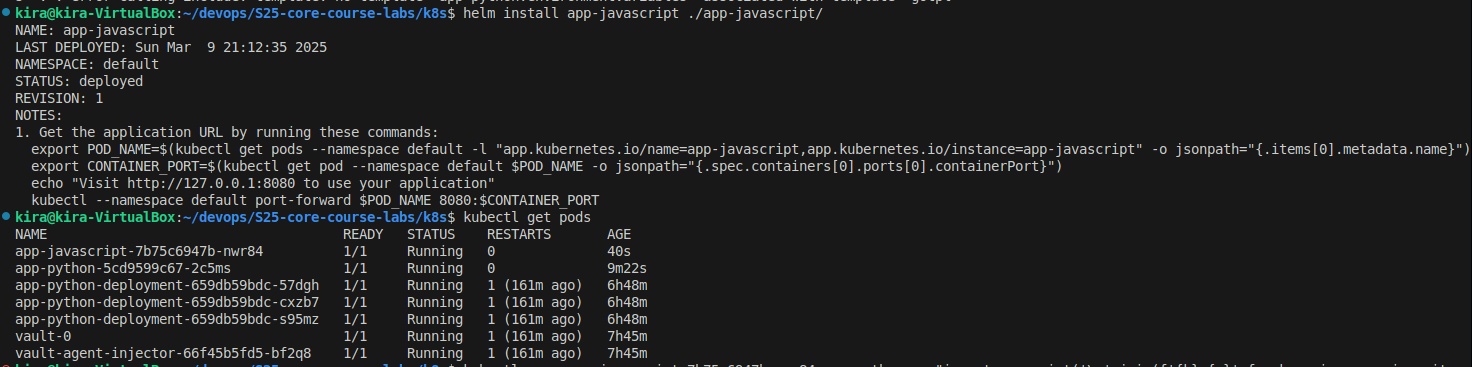 kira@kira-VirtualBox:~/devops/S25-core-course-labs/k8s$ helm install app-javascript ./app-javascript/
NAME: app-javascript
LAST DEPLOYED: Sun Mar  9 21:12:35 2025
NAMESPACE: default
STATUS: deployed
REVISION: 1
NOTES:
1. Get the application URL by running these commands:
  export POD_NAME=$(kubectl get pods --namespace default -l "app.kubernetes.io/name=app-javascript,app.kubernetes.io/instance=app-javascript" -o jsonpath="{.items[0].metadata.name}")
  export CONTAINER_PORT=$(kubectl get pod --namespace default $POD_NAME -o jsonpath="{.spec.containers[0].ports[0].containerPort}")
  echo "Visit http://127.0.0.1:8080 to use your application"
  kubectl --namespace default port-forward $POD_NAME 8080:$CONTAINER_PORT
kira@kira-VirtualBox:~/devops/S25-core-course-labs/k8s$ kubectl get pods
NAME                                     READY   STATUS    RESTARTS       AGE
app-javascript-7b75c6947b-nwr84          1/1     Running   0              40s
app-python-5cd9599c67-2c5ms              1/1     Running   0              9m22s
app-python-deployment-659db59bdc-57dgh   1/1     Running   1 (161m ago)   6h48m
app-python-deployment-659db59bdc-cxzb7   1/1     Running   1 (161m ago)   6h48m
app-python-deployment-659db59bdc-s95mz   1/1     Running   1 (161m ago)   6h48m
vault-0                                  1/1     Running   1 (161m ago)   7h45m
vault-agent-injector-66f45b5fd5-bf2q8    1/1     Running   1 (161m ago)   7h45m